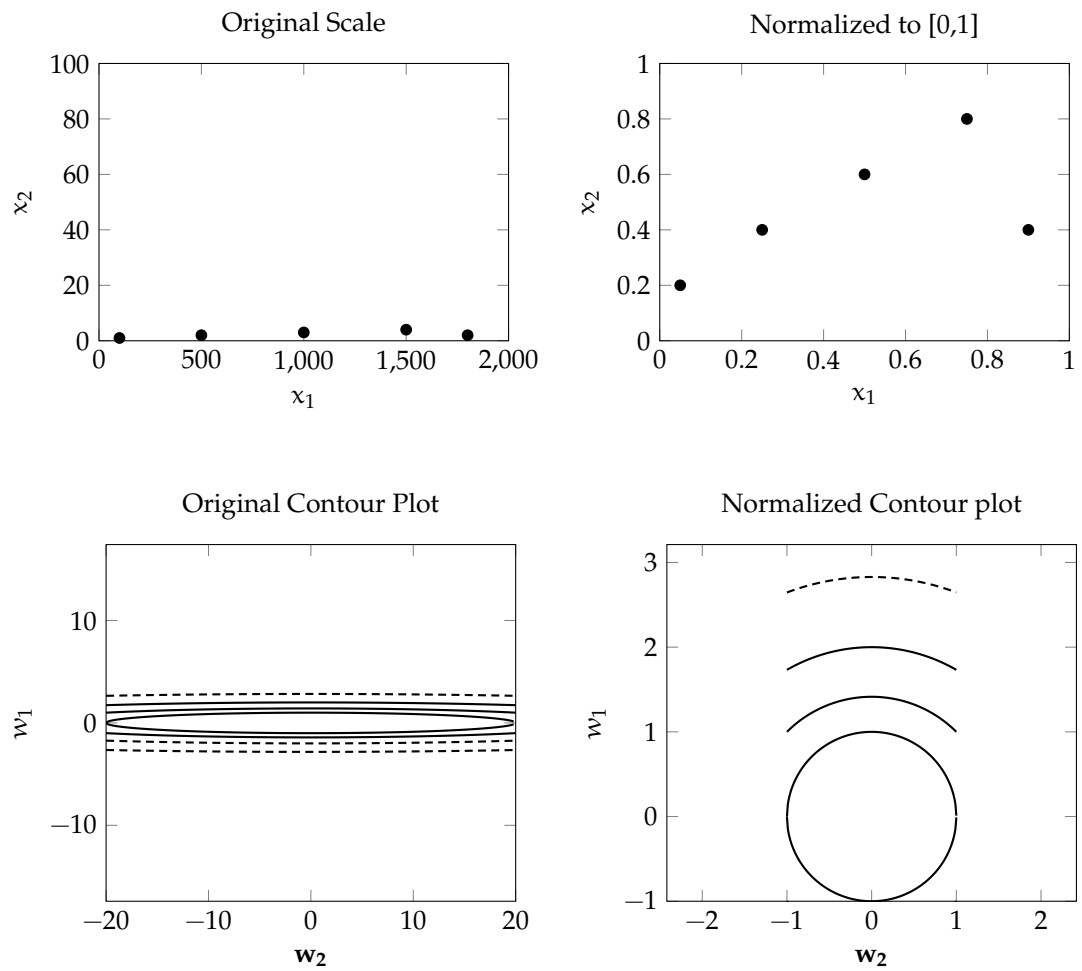 Original Scale
100
80
60
40
20
0
x₂
0 500 1,000 1,500 2,000
x₁
Normalized to [0,1]
1
0.8
0.6
0.4
0.2
0
x₂
0 0.2 0.4 0.6 0.8 1
x₁
Original Contour Plot
10
0
−10
w₁
−20 −10 0 10 20
w₂
Normalized Contour plot
3
2
1
0
−1
w₁
−2 −1 0 1 2
w₂